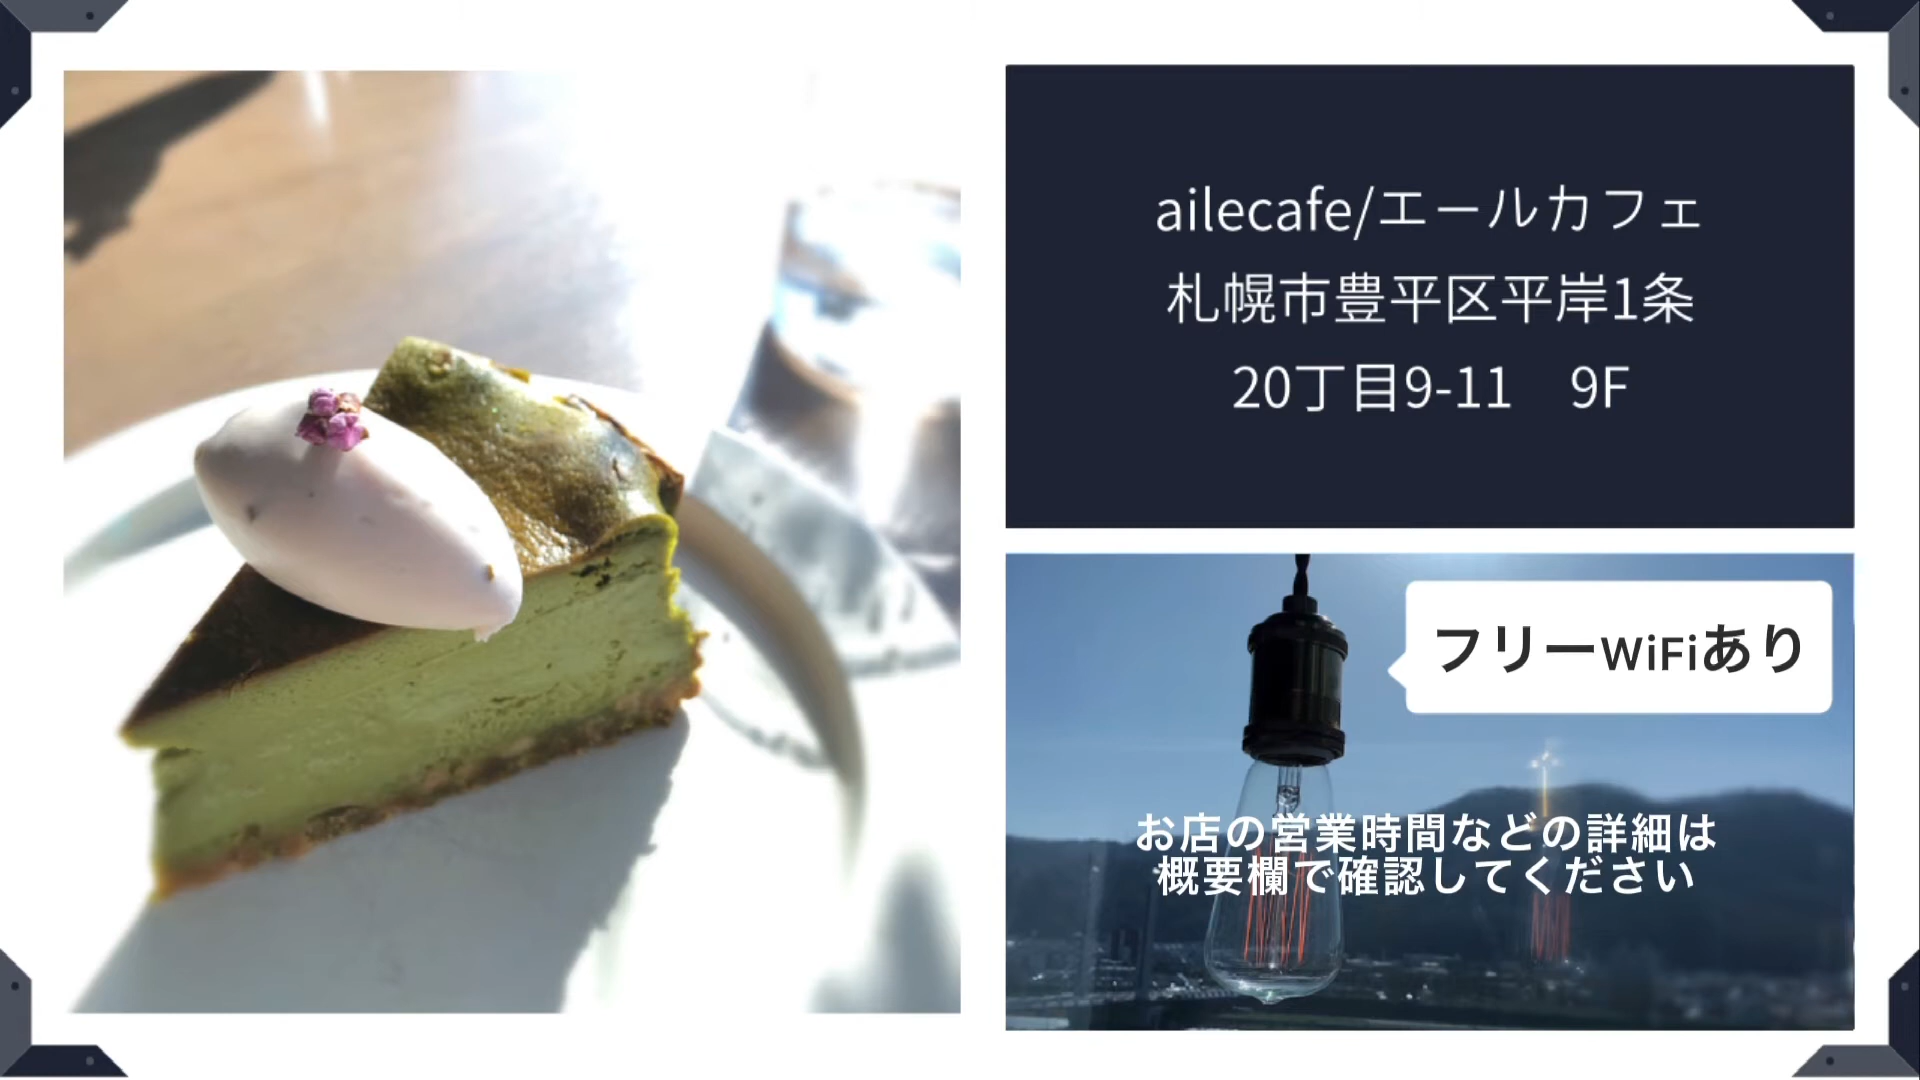 ailecafe/エールカフェ
札幌市豊平区平岸1条
20丁目9-11　9F
フリーWiFiあり
お店の営業時間などの詳細は
概要欄で確認してください